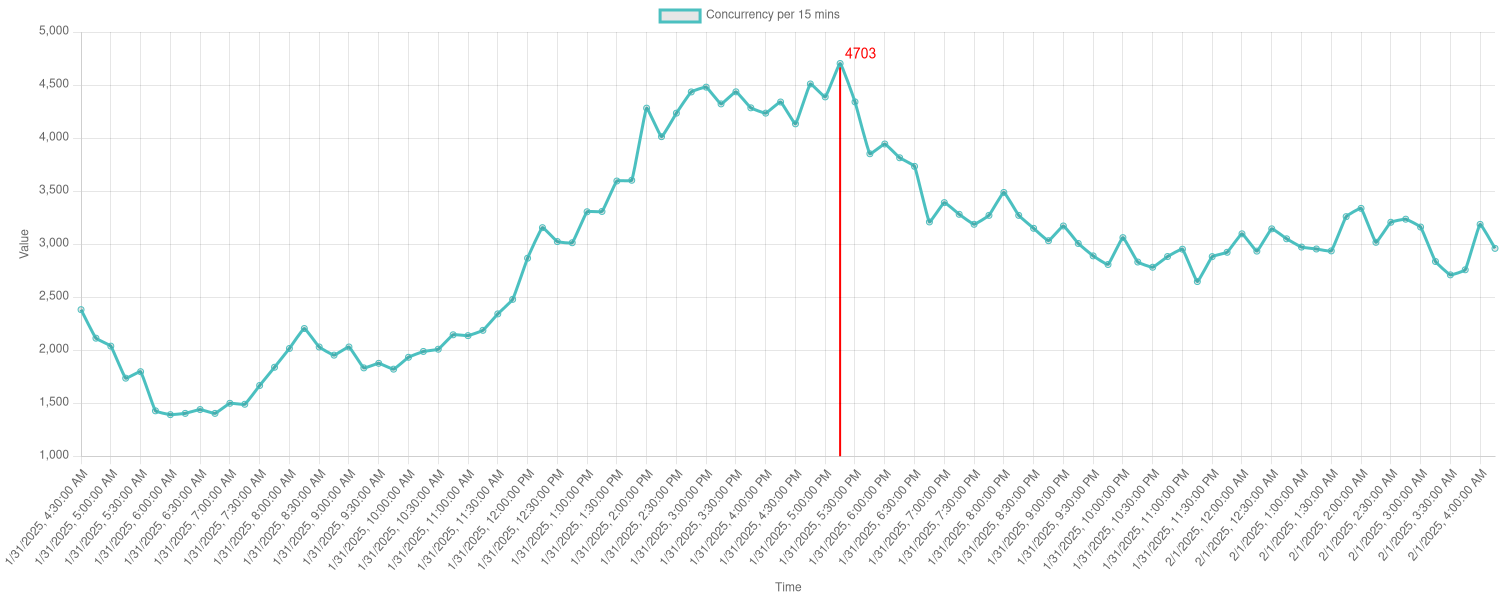 Concurrency per 15 mins
5,000
4703
4,500
4,000
3,500
3,000
2,500
2,000
1,500
1,000
Value
1/31/2025, 4:30:00 AM
1/31/2025, 5:00:00 AM
1/31/2025, 5:30:00 AM
1/31/2025, 6:00:00 AM
1/31/2025, 6:30:00 AM
1/31/2025, 7:00:00 AM
1/31/2025, 7:30:00 AM
1/31/2025, 8:00:00 AM
1/31/2025, 8:30:00 AM
1/31/2025, 9:00:00 AM
1/31/2025, 9:30:00 AM
1/31/2025, 10:00:00 AM
1/31/2025, 10:30:00 AM
1/31/2025, 11:00:00 AM
1/31/2025, 11:30:00 AM
1/31/2025, 12:00:00 PM
1/31/2025, 12:30:00 PM
1/31/2025, 1:00:00 PM
1/31/2025, 1:30:00 PM
1/31/2025, 2:00:00 PM
1/31/2025, 2:30:00 PM
1/31/2025, 3:00:00 PM
1/31/2025, 3:30:00 PM
1/31/2025, 4:00:00 PM
1/31/2025, 4:30:00 PM
1/31/2025, 5:00:00 PM
1/31/2025, 5:30:00 PM
1/31/2025, 6:00:00 PM
1/31/2025, 6:30:00 PM
1/31/2025, 7:00:00 PM
1/31/2025, 7:30:00 PM
1/31/2025, 8:00:00 PM
1/31/2025, 8:30:00 PM
1/31/2025, 9:00:00 PM
1/31/2025, 9:30:00 PM
1/31/2025, 10:00:00 PM
1/31/2025, 10:30:00 PM
1/31/2025, 11:00:00 PM
1/31/2025, 11:30:00 PM
2/1/2025, 12:00:00 AM
2/1/2025, 12:30:00 AM
2/1/2025, 1:00:00 AM
2/1/2025, 1:30:00 AM
2/1/2025, 2:00:00 AM
2/1/2025, 2:30:00 AM
2/1/2025, 3:00:00 AM
2/1/2025, 3:30:00 AM
2/1/2025, 4:00:00 AM
Time